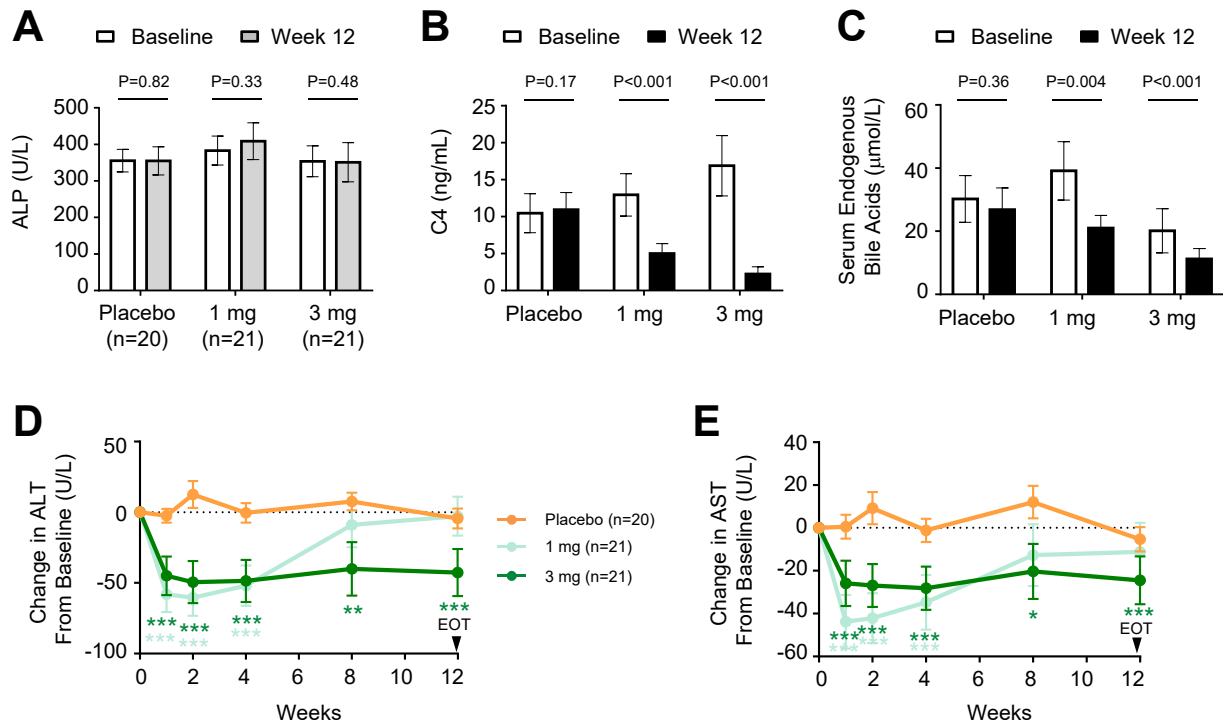 A
Baseline Week 12
P=0.82 P=0.33 P=0.48
ALP (U/L)
500
400
300
200
100
0
Placebo 1 mg 3 mg
(n=20) (n=21) (n=21)
B
Baseline Week 12
P=0.17 P<0.001 P<0.001
C4 (ng/mL)
25
20
15
10
5
0
Placebo 1 mg 3 mg
C
Baseline Week 12
P=0.36 P=0.004 P<0.001
Serum Endogenous
Bile Acids (μmol/L)
60
40
20
0
Placebo 1 mg 3 mg
D
Change in ALT
From Baseline (U/L)
50
0
-50
-100
*** *** *** ** ***
*** *** ***
EOT
0 2 4 6 8 10 12
Weeks
Placebo (n=20)
1 mg (n=21)
3 mg (n=21)
E
Change in AST
From Baseline (U/L)
40
20
0
-20
-40
-60
*** *** *** * ***
*** *** ***
EOT
0 2 4 6 8 10 12
Weeks